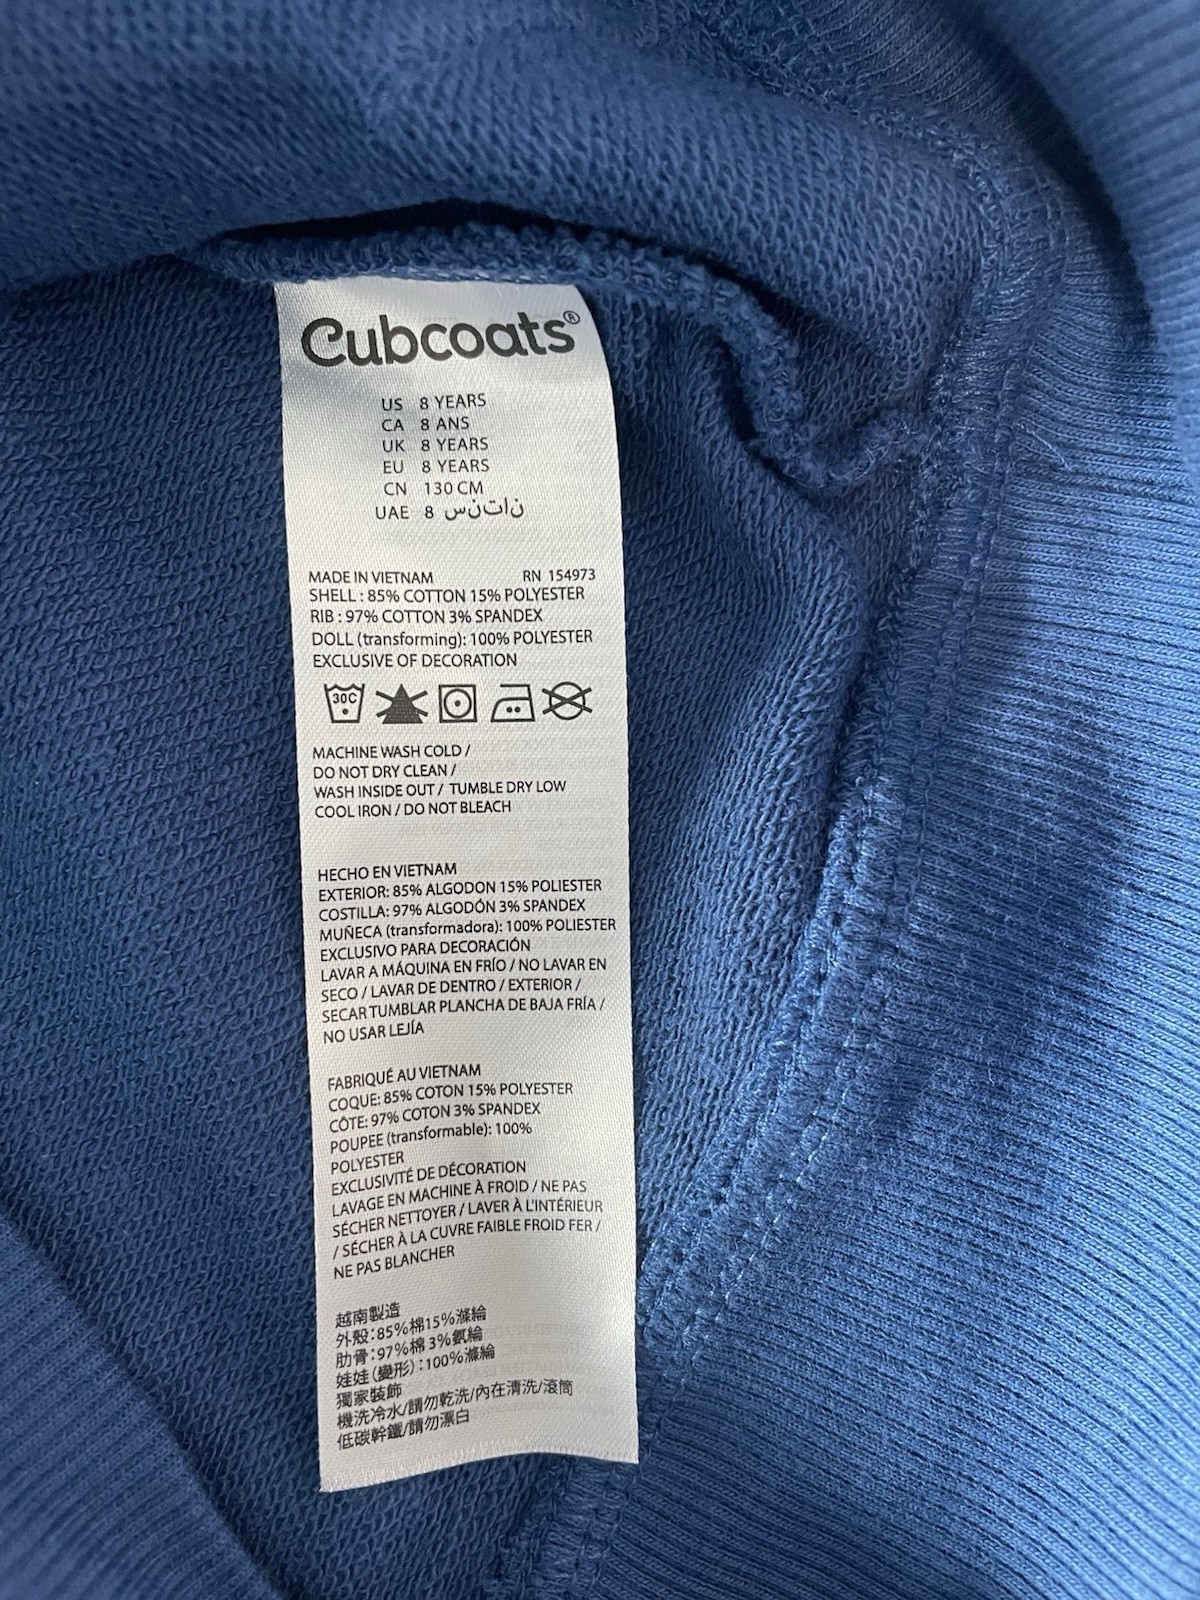 Cubcoats®
US 8 YEARS
CA 8 ANS
UK 8 YEARS
EU 8 YEARS
CN 130 CM
UAE 8 سنتان
MADE IN VIETNAM RN 154973
SHELL : 85% COTTON 15% POLYESTER
RIB : 97% COTTON 3% SPANDEX
DOLL (transforming): 100% POLYESTER
EXCLUSIVE OF DECORATION
30C
MACHINE WASH COLD /
DO NOT DRY CLEAN /
WASH INSIDE OUT / TUMBLE DRY LOW
COOL IRON / DO NOT BLEACH
HECHO EN VIETNAM
EXTERIOR: 85% ALGODON 15% POLIESTER
COSTILLA: 97% ALGODÓN 3% SPANDEX
MUÑECA (transformadora): 100% POLIESTER
EXCLUSIVO PARA DECORACIÓN
LAVAR A MÁQUINA EN FRÍO / NO LAVAR EN
SECO / LAVAR DE DENTRO / EXTERIOR /
SECAR TUMBLAR PLANCHA DE BAJA FRÍA /
NO USAR LEJÍA
FABRIQUÉ AU VIETNAM
COQUE: 85% COTON 15% POLYESTER
CÔTE: 97% COTON 3% SPANDEX
POUPEE (transformable): 100%
POLYESTER
EXCLUSIVITÉ DE DÉCORATION
LAVAGE EN MACHINE À FROID / NE PAS
SÉCHER NETTOYER / LAVER À L'INTÉRIEUR
/ SÉCHER À LA CUVRE FAIBLE FROID FER /
NE PAS BLANCHER
越南製造
外殼：85%棉15%滌綸
肋骨：97%棉 3%氨綸
娃娃（變形）：100%滌綸
獨家裝飾
機洗冷水/請勿乾洗/內在清洗/滾筒
低碳幹鐵/請勿漂白